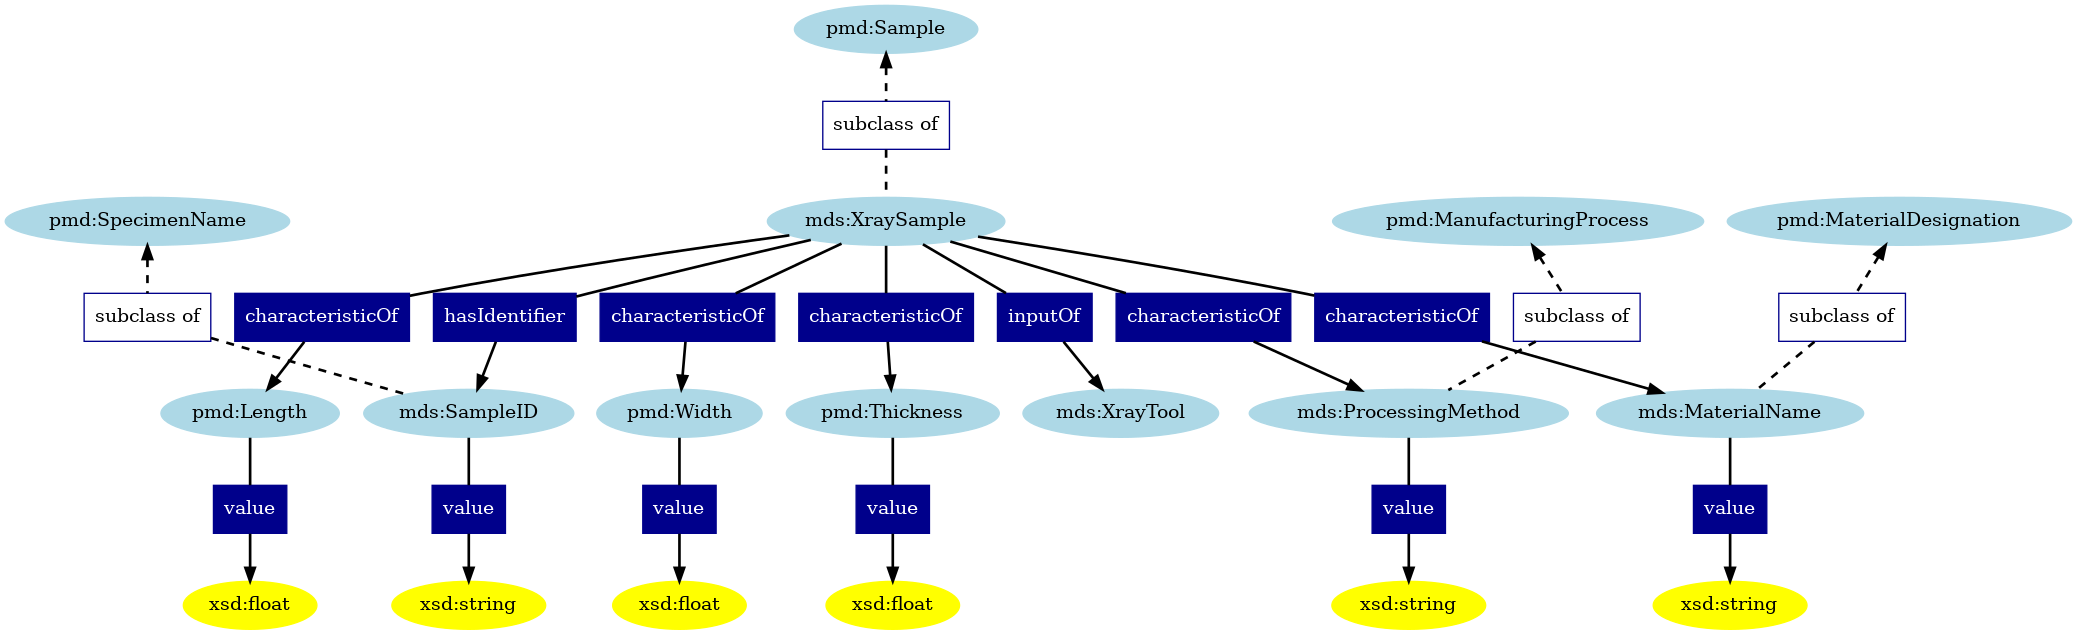 pmd:Sample
subclass of
pmd:SpecimenName
mds:XraySample
pmd:ManufacturingProcess
pmd:MaterialDesignation
subclass of
characteristicOf
hasIdentifier
characteristicOf
characteristicOf
inputOf
characteristicOf
characteristicOf
subclass of
subclass of
pmd:Length
mds:SampleID
pmd:Width
pmd:Thickness
mds:XrayTool
mds:ProcessingMethod
mds:MaterialName
value
value
value
value
value
value
xsd:float
xsd:string
xsd:float
xsd:float
xsd:string
xsd:string